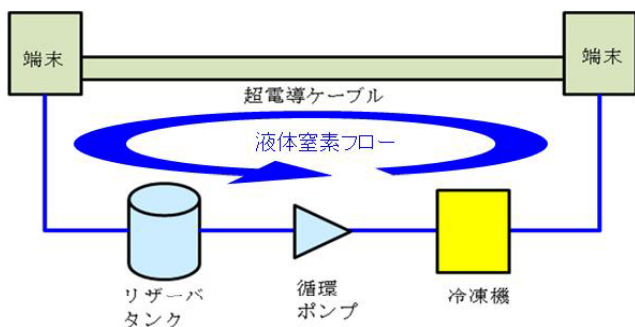 端末
端末
超電導ケーブル
液体窒素フロー
リザーバ
タンク
循環
ポンプ
冷凍機